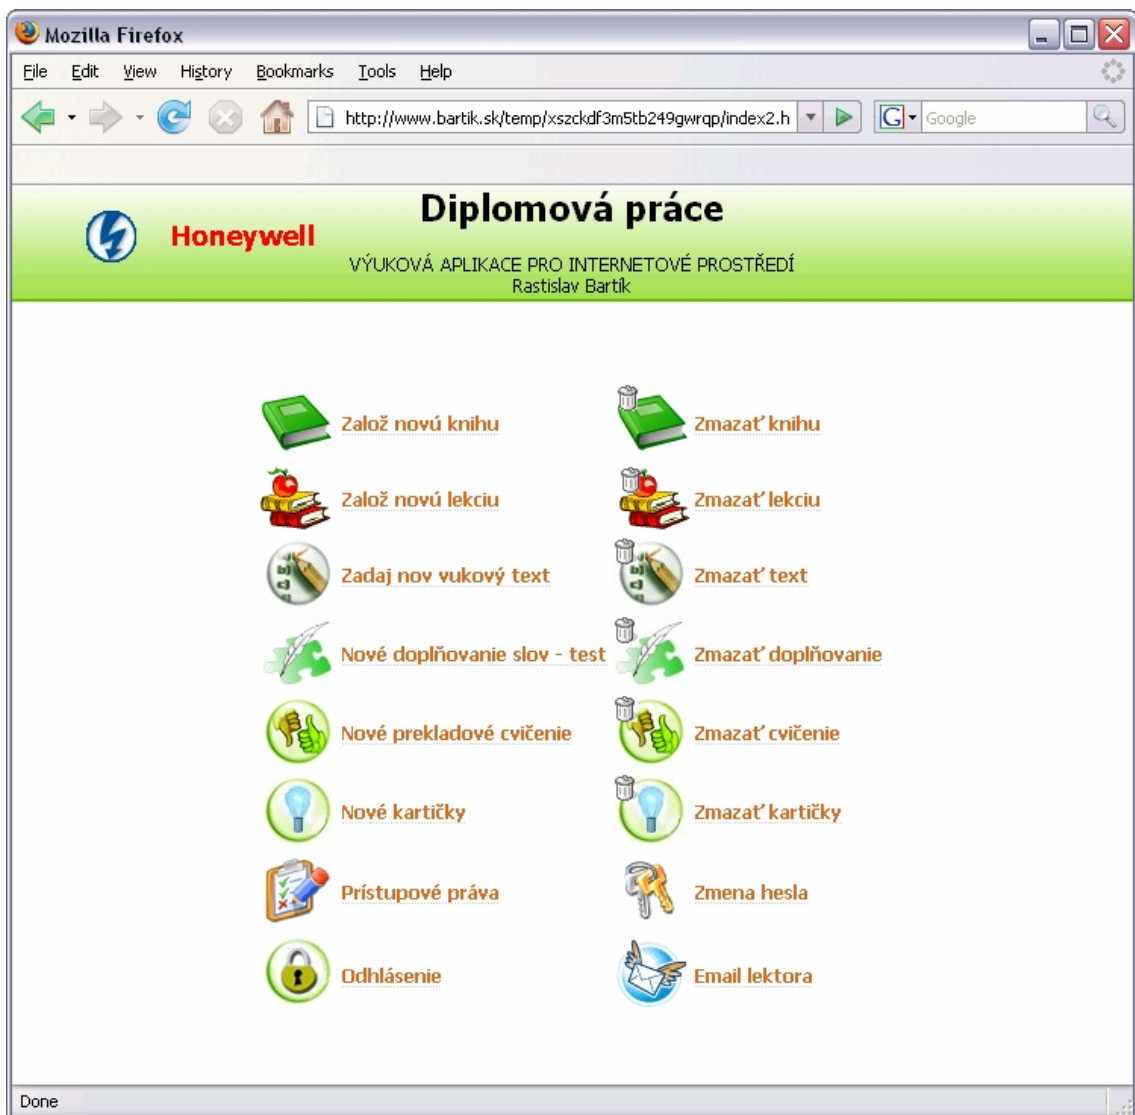 Mozilla Firefox
File Edit View History Bookmarks Tools Help
http://www.bartik.sk/temp/xszckdf3m5tb249gwrqp/index2.h
Google
Diplomová práce
Honeywell
VÝUKOVÁ APLIKACE PRO INTERNETOVÉ PROSTŘEDÍ
Rastislav Bartík
Založ novú knihu Zmazať knihu
Založ novú lekciu Zmazať lekciu
b)
c)
Zadaj nov vukový text Zmazať text
Nové doplňovanie slov - test Zmazať doplňovanie
Nové prekladové cvičenie Zmazať cvičenie
Nové kartičky Zmazať kartičky
Prístupové práva Zmena hesla
Odhlásenie Email lektora
Done